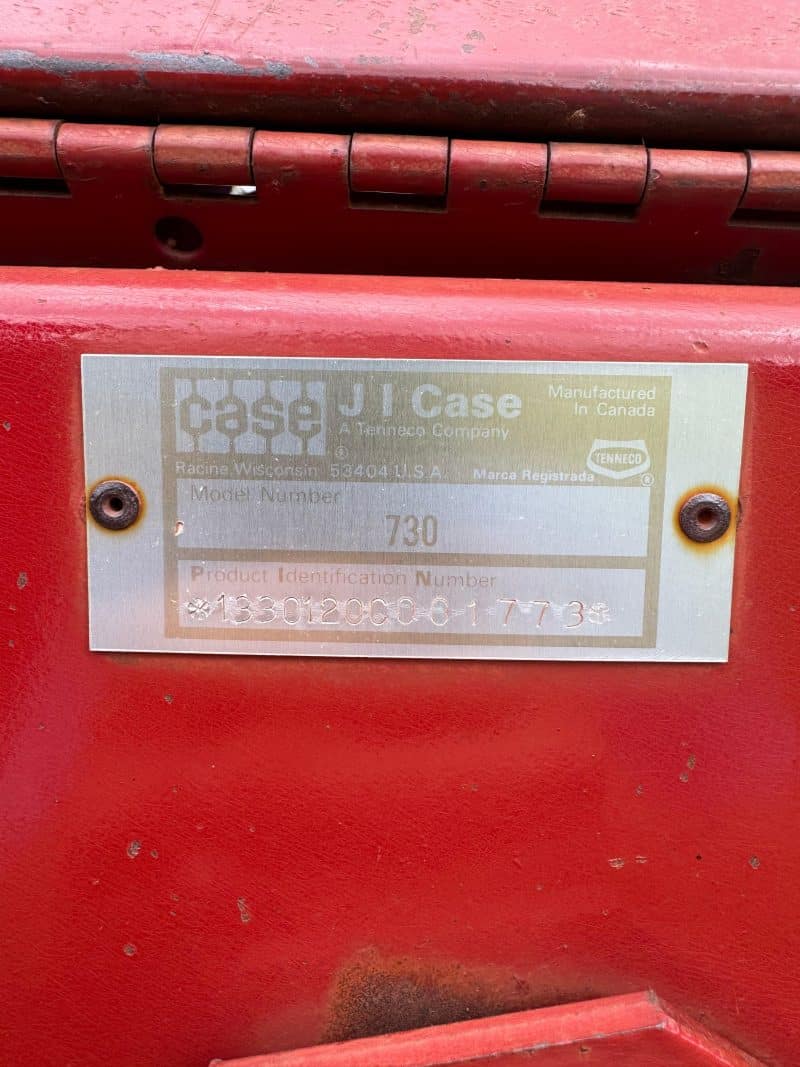 case
J I Case
A Tenneco Company
Manufactured
In Canada
®
TENNECO
®
Racine Wisconsin 53404 U.S.A.
Marca Registrada
Model Number
730
Product Identification Number
*1330120C001773*